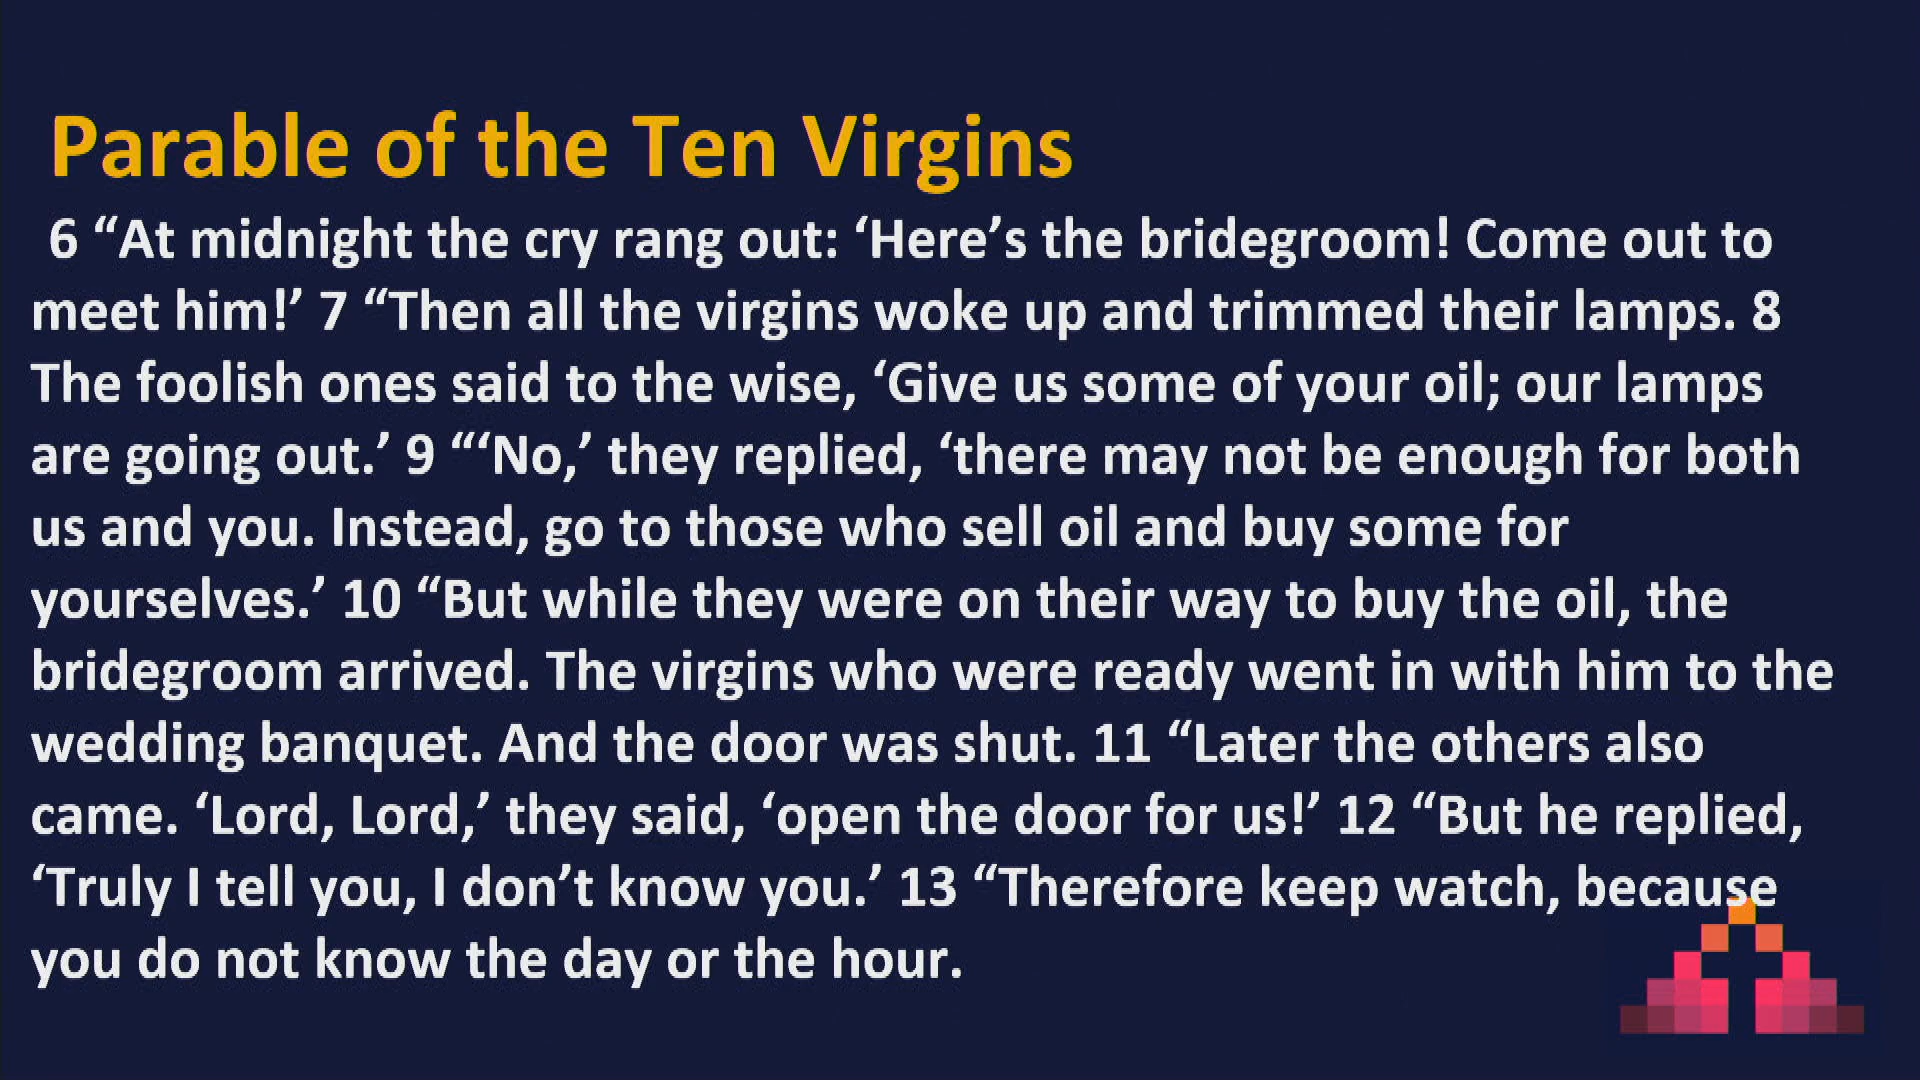 Parable of the Ten Virgins
6 “At midnight the cry rang out: ‘Here’s the bridegroom! Come out to
meet him!’ 7 “Then all the virgins woke up and trimmed their lamps. 8
The foolish ones said to the wise, ‘Give us some of your oil; our lamps
are going out.’ 9 “‘No,’ they replied, ‘there may not be enough for both
us and you. Instead, go to those who sell oil and buy some for
yourselves.’ 10 “But while they were on their way to buy the oil, the
bridegroom arrived. The virgins who were ready went in with him to the
wedding banquet. And the door was shut. 11 “Later the others also
came. ‘Lord, Lord,’ they said, ‘open the door for us!’ 12 “But he replied,
‘Truly I tell you, I don’t know you.’ 13 “Therefore keep watch, because
you do not know the day or the hour.